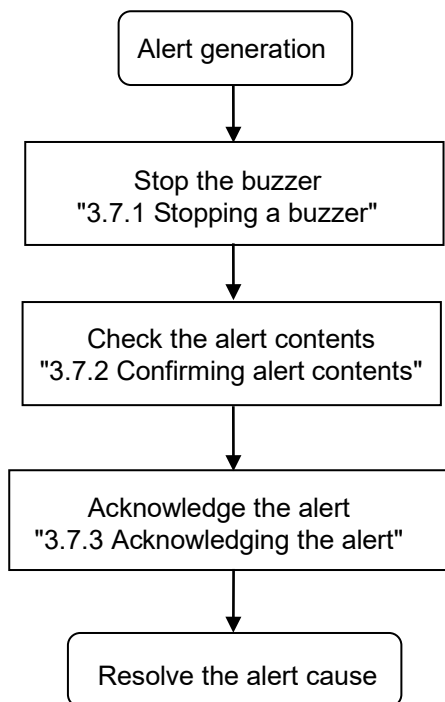 Alert generation
Stop the buzzer
"3.7.1 Stopping a buzzer"
Check the alert contents
"3.7.2 Confirming alert contents"
Acknowledge the alert
"3.7.3 Acknowledging the alert"
Resolve the alert cause